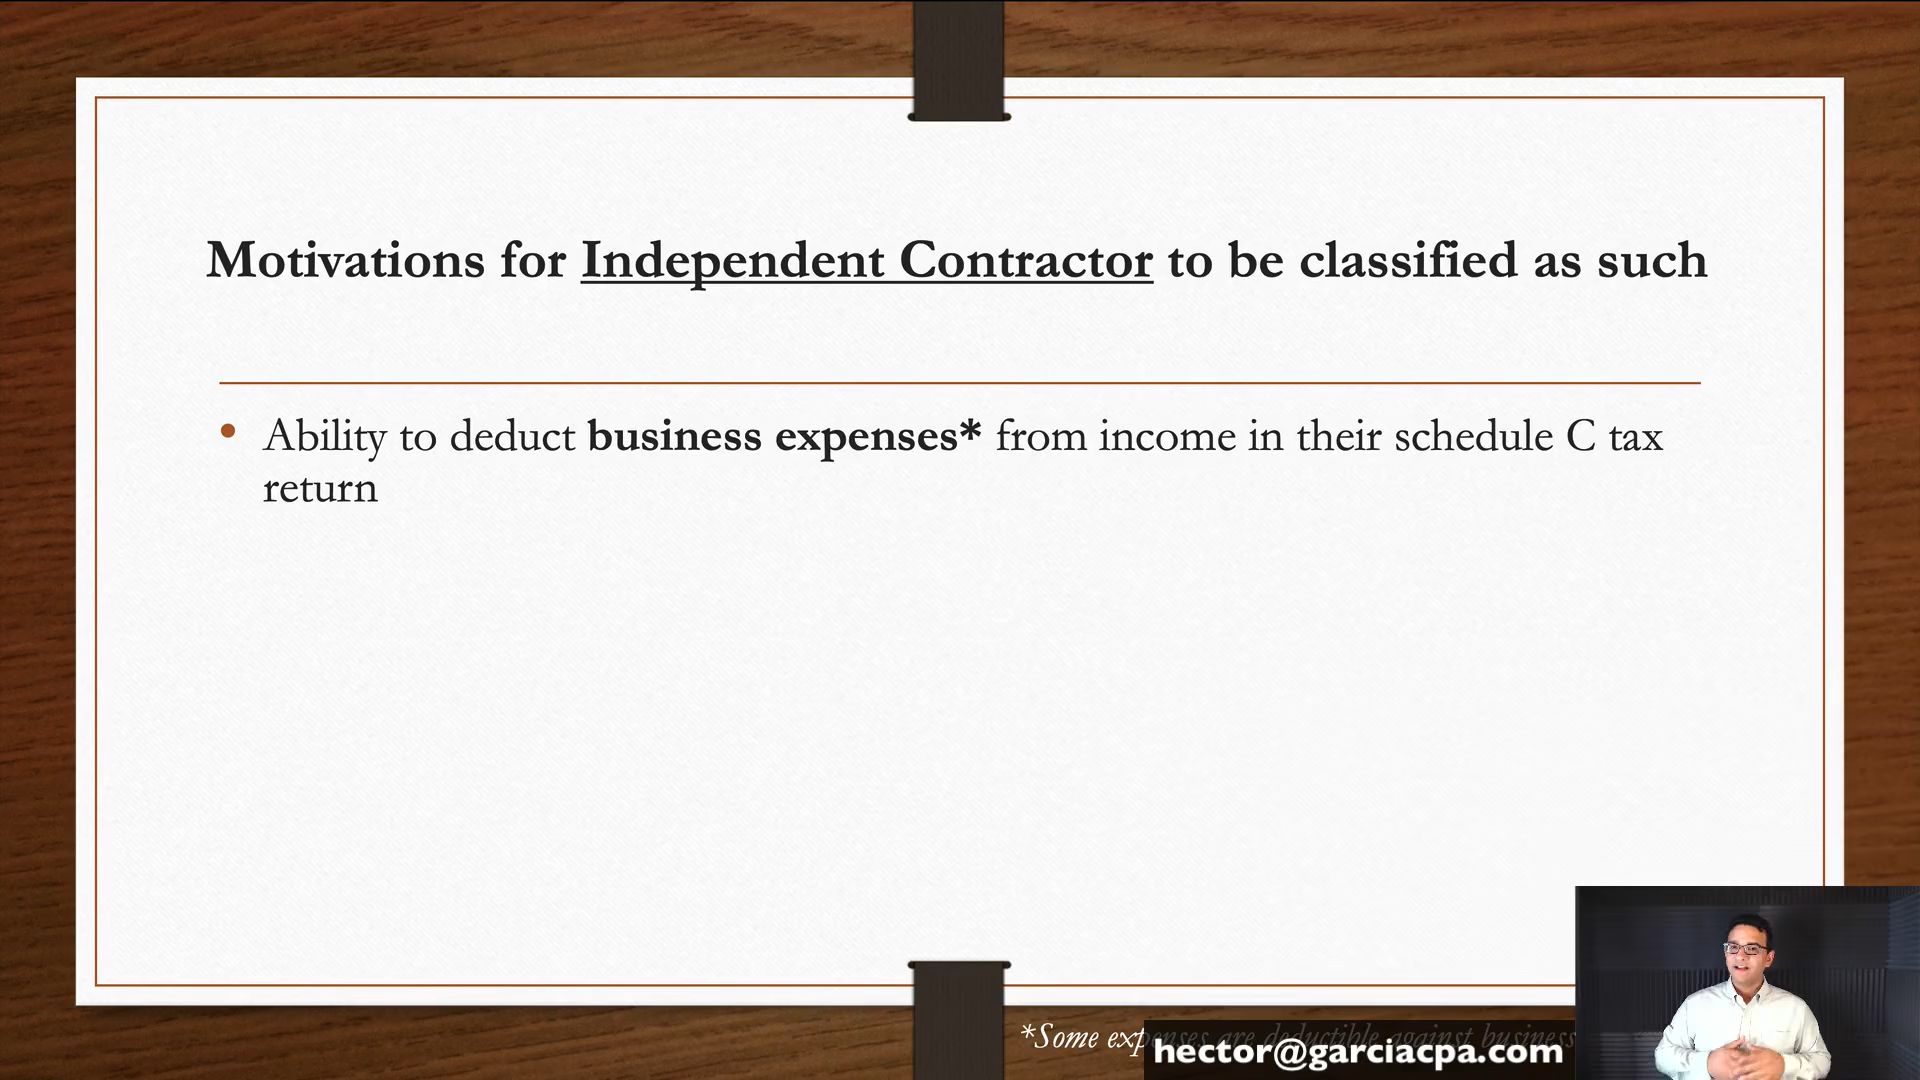 Motivations for Independent Contractor to be classified as such
• Ability to deduct business expenses* from income in their schedule C tax
return
*Some expenses are deductible against business
hector@garciacpa.com